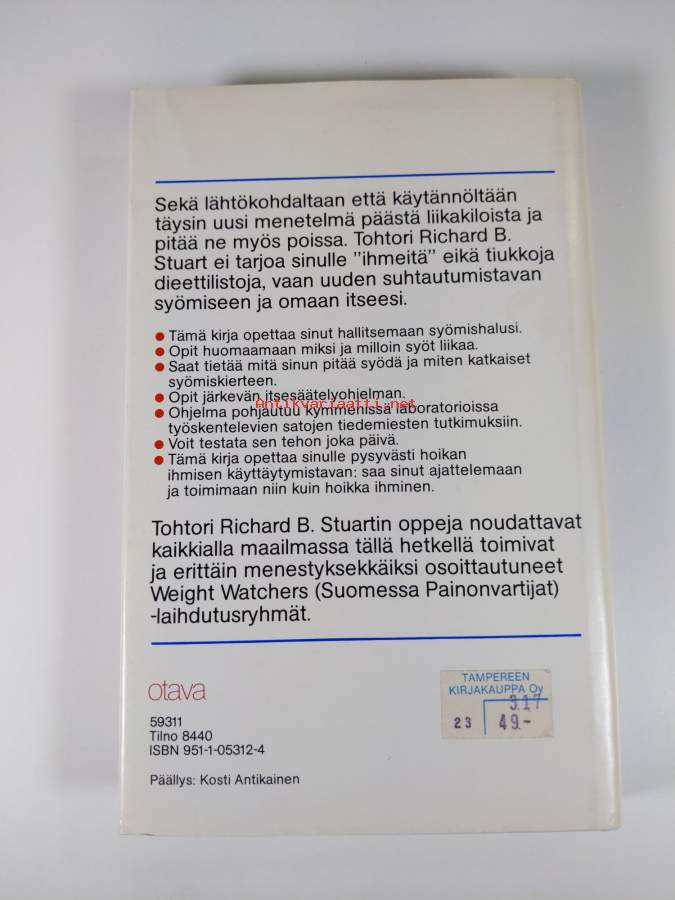 Sekä lähtökohdaltaan että käytännöltään
täysin uusi menetelmä päästä liikakiloista ja
pitää ne myös poissa. Tohtori Richard B.
Stuart ei tarjoa sinulle ”ihmeitä” eikä tiukkoja
dieettilistoja, vaan uuden suhtautumistavan
syömiseen ja omaan itseesi.
● Tämä kirja opettaa sinut hallitsemaan syömishalusi.
● Opit huomaamaan miksi ja milloin syöt liikaa.
● Saat tietää mitä sinun pitää syödä ja miten katkaiset
syömiskierteen.
● Opit järkevän itsesäätelyohjelman.
Antikvariaatti.net
● Ohjelma pohjautuu kymmenissä laboratorioissa
työskentelevien satojen tiedemiesten tutkimuksiin.
● Voit testata sen tehon joka päivä.
● Tämä kirja opettaa sinulle pysyvästi hoikan
ihmisen käyttäytymistavan: saa sinut ajattelemaan
ja toimimaan niin kuin hoikka ihminen.
Tohtori Richard B. Stuartin oppeja noudattavat
kaikkialla maailmassa tällä hetkellä toimivat
ja erittäin menestyksekkäiksi osoittautuneet
Weight Watchers (Suomessa Painonvartijat)
-laihdutusryhmät.
otava
59311
Tilno 8440
ISBN 951-1-05312-4
Päällys: Kosti Antikainen
TAMPEREEN
KIRJAKAUPPA Oy
3.17
23 49.-